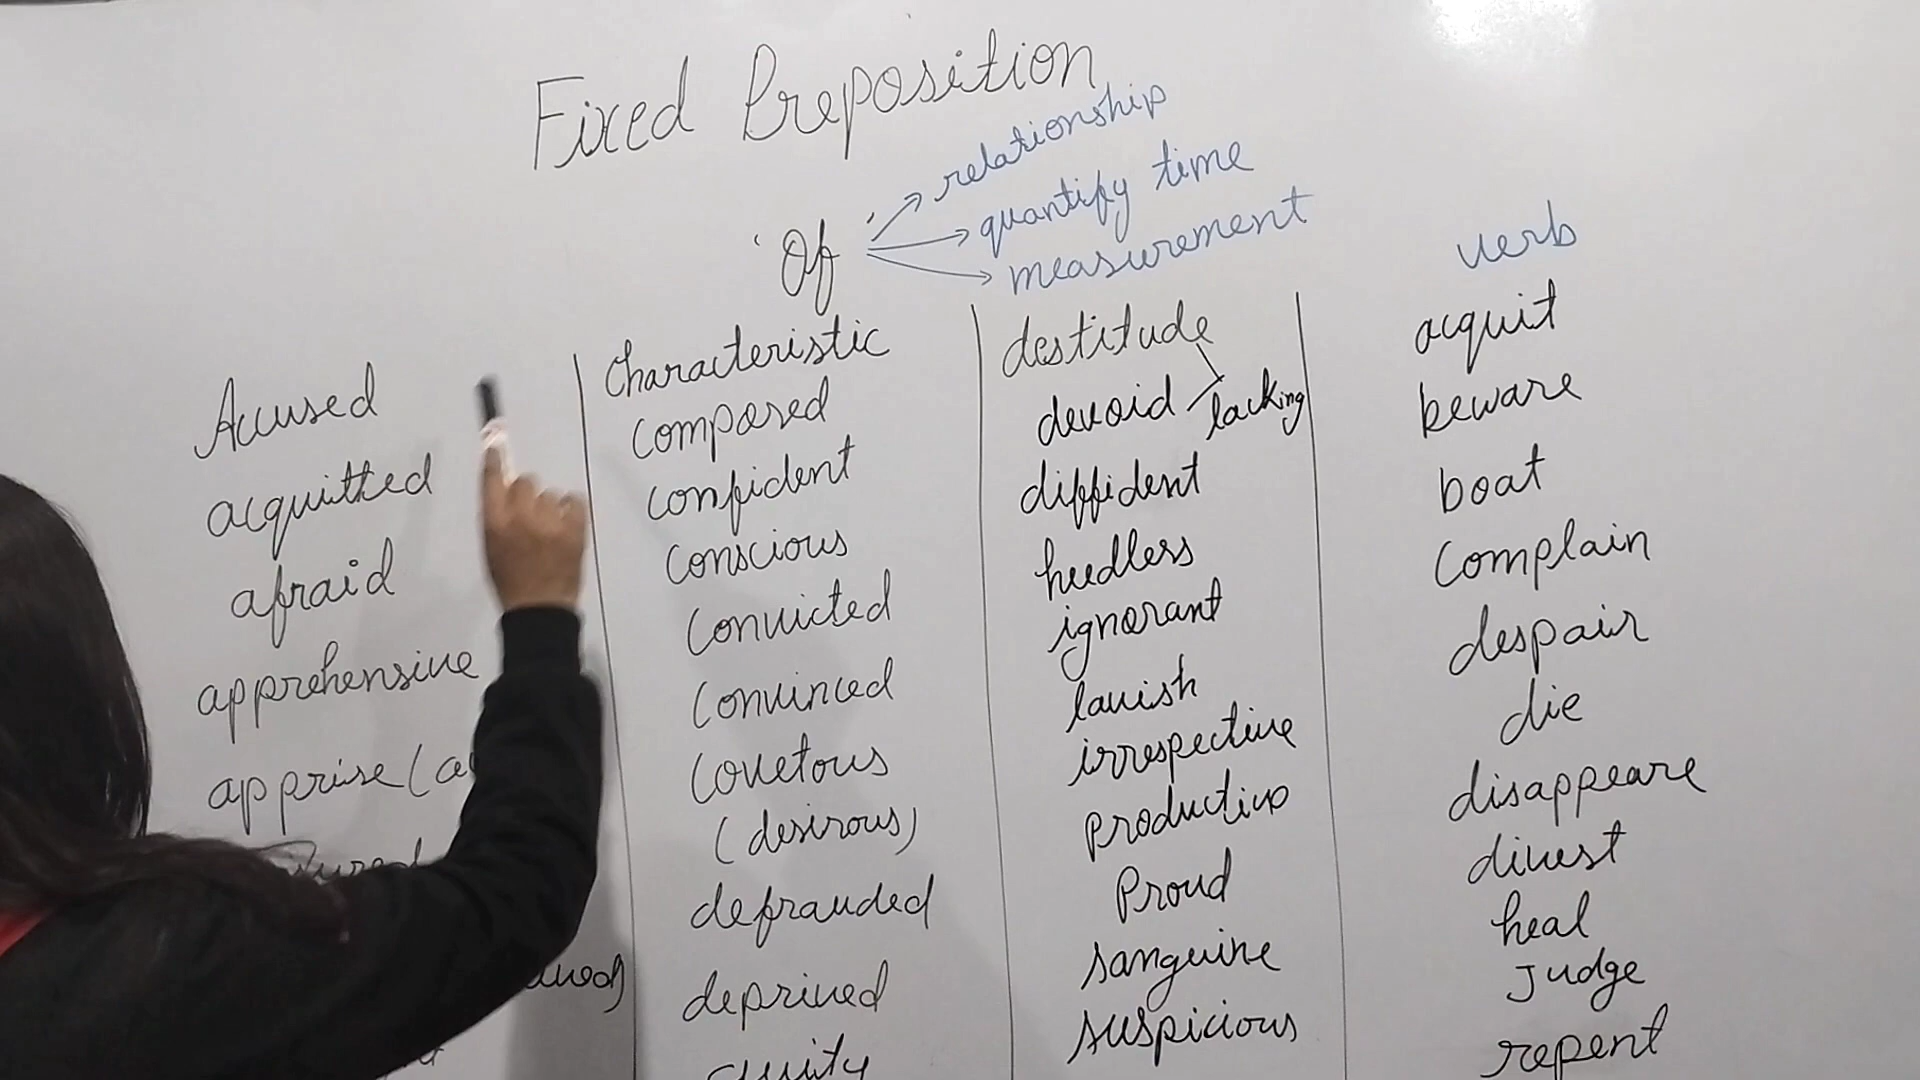 Fixed Preposition
'Of'
relationship
quantify time
measurement
Accused
acquitted
afraid
apprehensive
apprise (a
Characteristic
composed
confident
conscious
Convicted
Convinced
Covetous
(desirous)
defrauded
deprived
destitude
devoid
lacking
diffident
heedless
ignorant
lavish
irrespective
productive
Proud
sanguine
suspicious
verb
acquit
beware
boat
Complain
despair
die
disappeare
divest
heal
Judge
repent